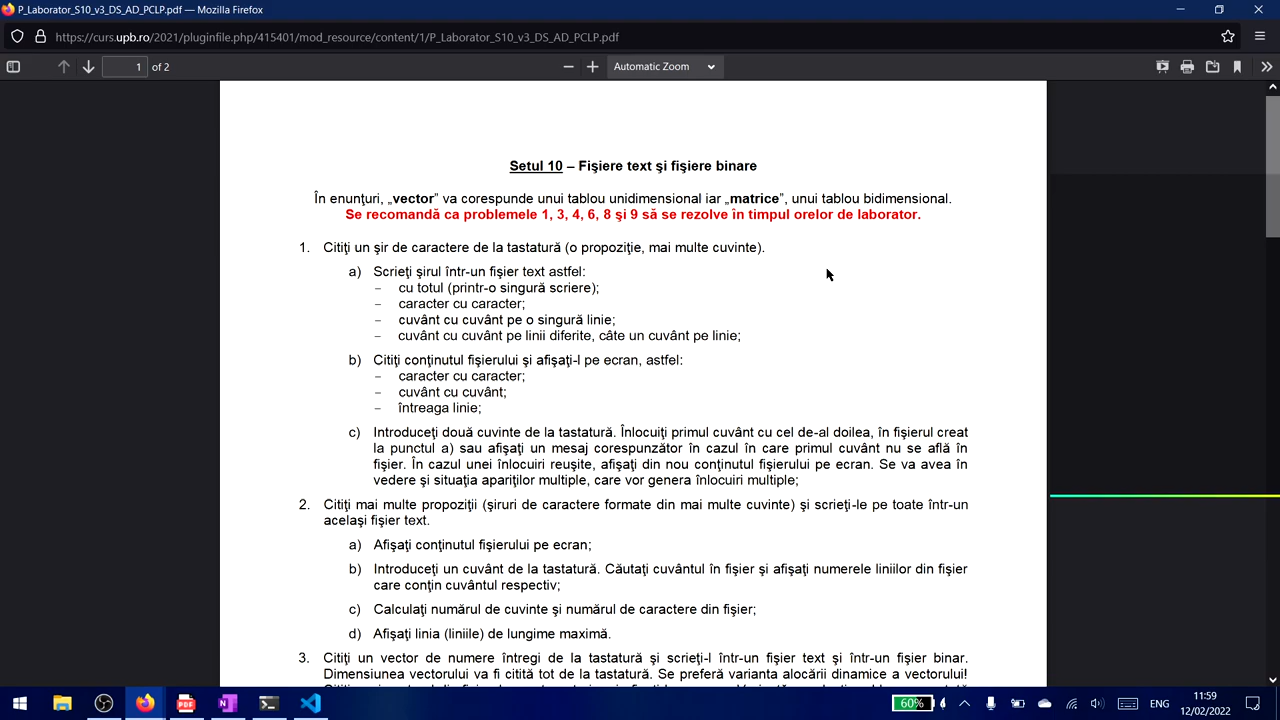 P_Laborator_S10_v3_DS_AD_PCLP.pdf — Mozilla Firefox
https://curs.upb.ro/2021/pluginfile.php/415401/mod_resource/content/1/P_Laborator_S10_v3_DS_AD_PCLP.pdf
1 of 2
Automatic Zoom
Setul 10 – Fişiere text şi fişiere binare
În enunţuri, „vector” va corespunde unui tablou unidimensional iar „matrice”, unui tablou bidimensional.
Se recomandă ca problemele 1, 3, 4, 6, 8 şi 9 să se rezolve în timpul orelor de laborator.
1. Citiţi un şir de caractere de la tastatură (o propoziţie, mai multe cuvinte).
a) Scrieţi şirul într-un fişier text astfel:
- cu totul (printr-o singură scriere);
- caracter cu caracter;
- cuvânt cu cuvânt pe o singură linie;
- cuvânt cu cuvânt pe linii diferite, câte un cuvânt pe linie;
b) Citiţi conţinutul fişierului şi afişaţi-l pe ecran, astfel:
- caracter cu caracter;
- cuvânt cu cuvânt;
- întreaga linie;
c) Introduceţi două cuvinte de la tastatură. Înlocuiţi primul cuvânt cu cel de-al doilea, în fişierul creat
la punctul a) sau afişaţi un mesaj corespunzător în cazul în care primul cuvânt nu se află în
fişier. În cazul unei înlocuiri reuşite, afişaţi din nou conţinutul fişierului pe ecran. Se va avea în
vedere şi situaţia apariţilor multiple, care vor genera înlocuiri multiple;
2. Citiţi mai multe propoziţii (şiruri de caractere formate din mai multe cuvinte) şi scrieţi-le pe toate într-un
acelaşi fişier text.
a) Afişaţi conţinutul fişierului pe ecran;
b) Introduceţi un cuvânt de la tastatură. Căutaţi cuvântul în fişier şi afişaţi numerele liniilor din fişier
care conţin cuvântul respectiv;
c) Calculaţi numărul de cuvinte şi numărul de caractere din fişier;
d) Afişaţi linia (liniile) de lungime maximă.
3. Citiţi un vector de numere întregi de la tastatură şi scrieţi-l într-un fişier text şi într-un fişier binar.
Dimensiunea vectorului va fi citită tot de la tastatură. Se preferă varianta alocării dinamice a vectorului!
60%
ENG
11:59
12/02/2022